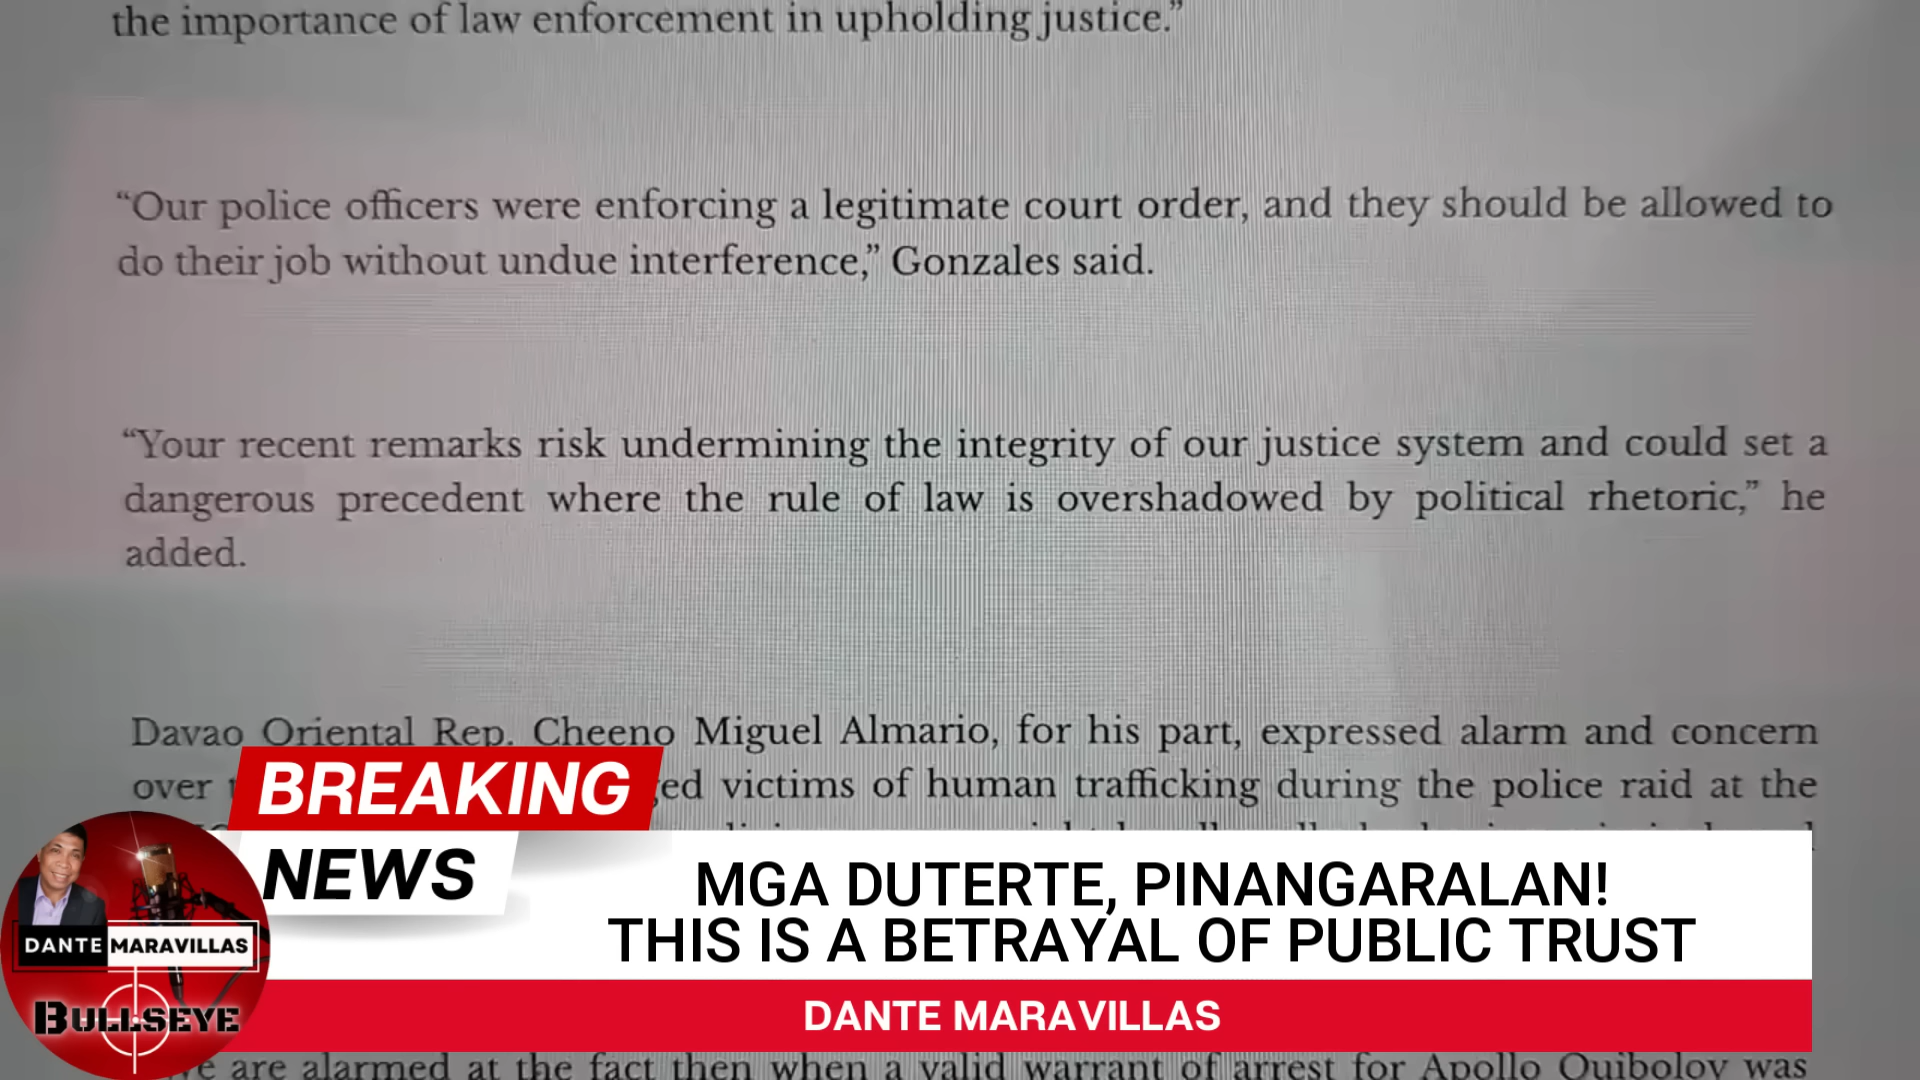 the importance of law enforcement in upholding justice.”
“Our police officers were enforcing a legitimate court order, and they should be allowed to
do their job without undue interference,” Gonzales said.
“Your recent remarks risk undermining the integrity of our justice system and could set a
dangerous precedent where the rule of law is overshadowed by political rhetoric,” he
added.
Davao Oriental Rep. Cheeno Miguel Almario, for his part, expressed alarm and concern
over victims of human trafficking during the police raid at the
BREAKING
NEWS
MGA DUTERTE, PINANGARALAN!
THIS IS A BETRAYAL OF PUBLIC TRUST
DANTE MARAVILLAS
DANTE MARAVILLAS
BULLSEYE
are alarmed at the fact then when a valid warrant of arrest for Apollo Quiboloy was